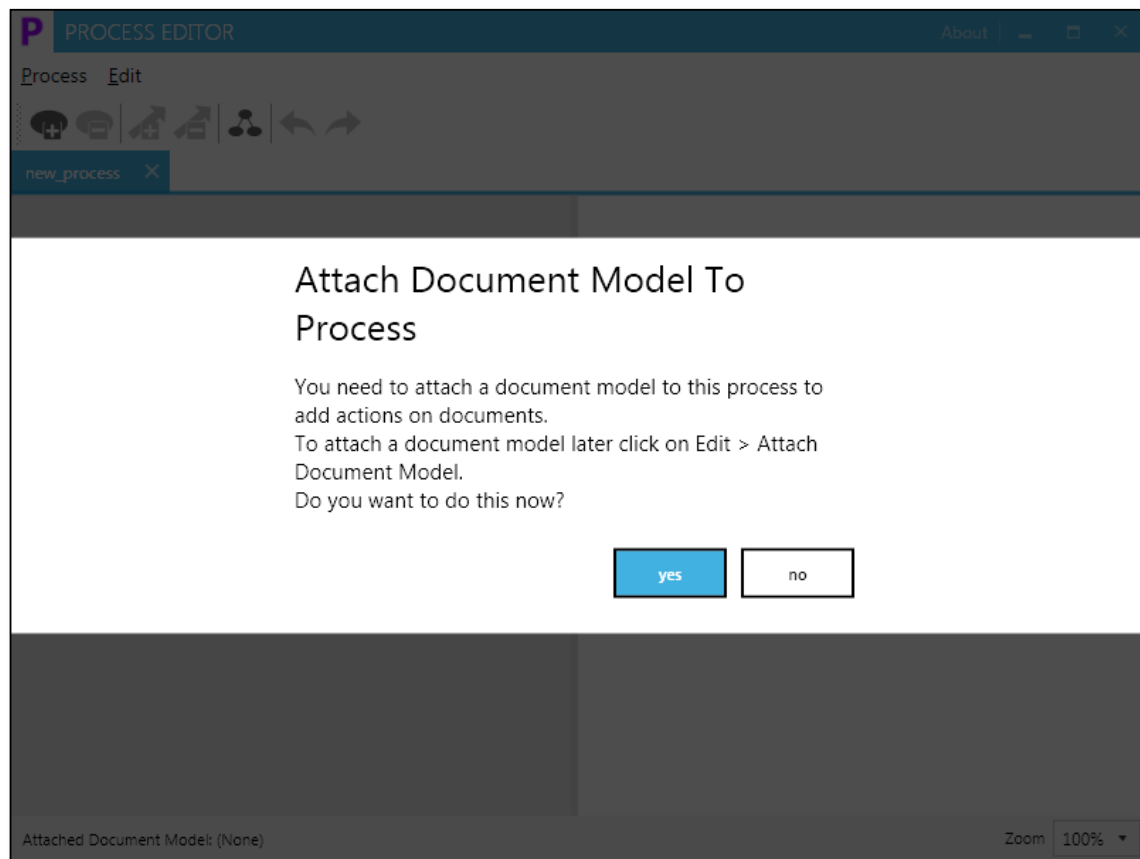 P PROCESS EDITOR About
Process Edit
new_process
Attach Document Model To
Process
You need to attach a document model to this process to
add actions on documents.
To attach a document model later click on Edit > Attach
Document Model.
Do you want to do this now?
yes no
Attached Document Model: (None) Zoom 100%